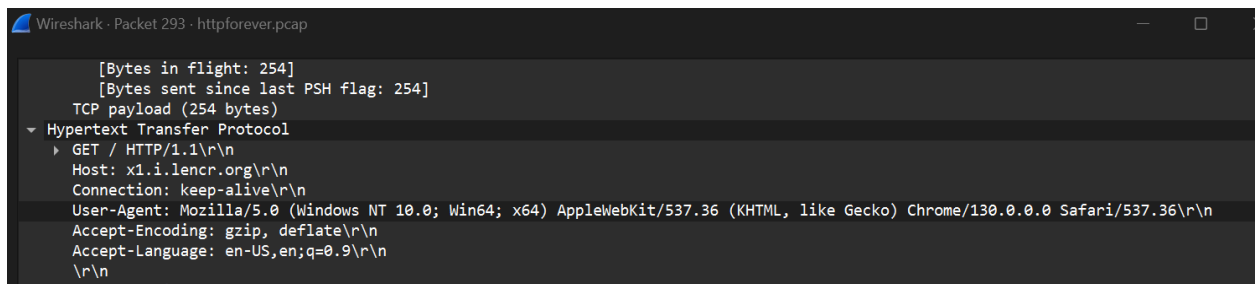 Wireshark · Packet 293 · httpforever.pcap
[Bytes in flight: 254]
[Bytes sent since last PSH flag: 254]
TCP payload (254 bytes)
Hypertext Transfer Protocol
GET / HTTP/1.1\r\n
Host: x1.i.lencr.org\r\n
Connection: keep-alive\r\n
User-Agent: Mozilla/5.0 (Windows NT 10.0; Win64; x64) AppleWebKit/537.36 (KHTML, like Gecko) Chrome/130.0.0.0 Safari/537.36\r\n
Accept-Encoding: gzip, deflate\r\n
Accept-Language: en-US,en;q=0.9\r\n
\r\n